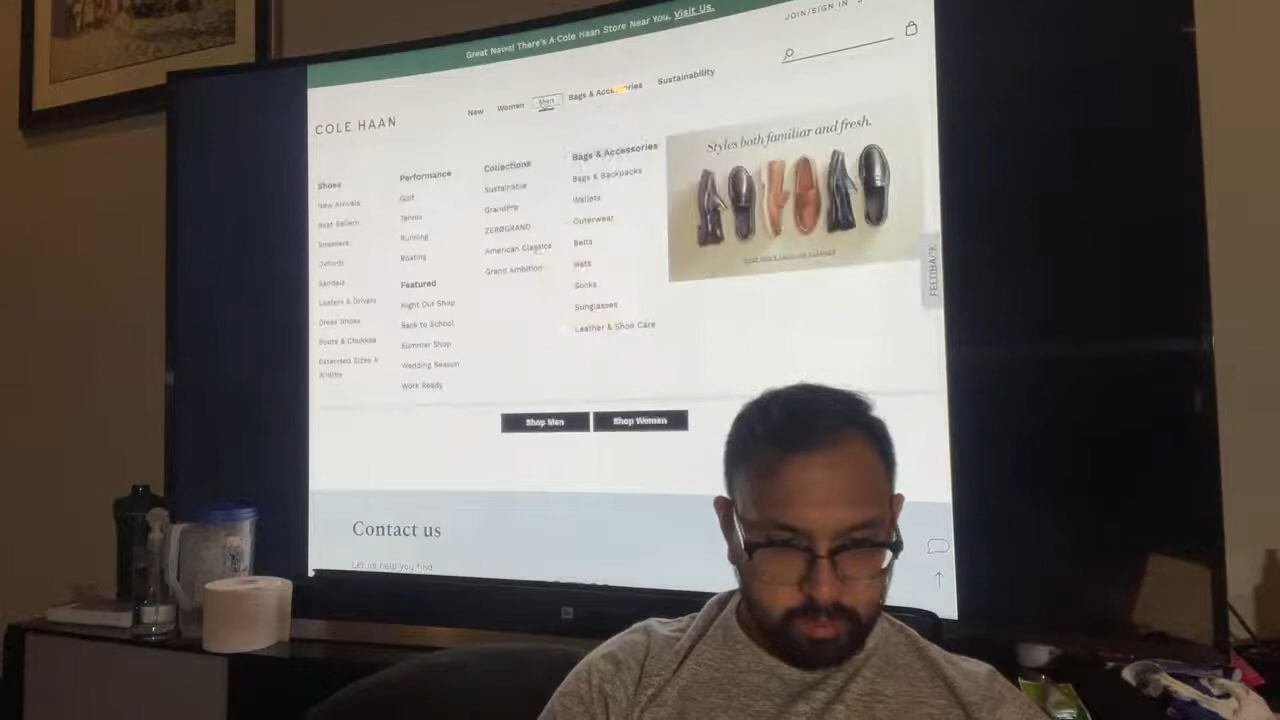 Great News! There's A Cole Haan Store Near You. Visit Us.
JOIN/SIGN IN
COLE HAAN
New
Women
Men
Bags & Accessories
Sustainability
Shoes
New Arrivals
Best Sellers
Sneakers
Oxfords
Sandals
Loafers & Drivers
Dress Shoes
Boots & Chukkas
Extended Sizes &
Widths
Performance
Golf
Tennis
Running
Boating
Featured
Night Out Shop
Back to School
Summer Shop
Wedding Season
Work Ready
Collections
Sustainable
GrandPrø
ZERØGRAND
American Classics
Grand Ambition
Bags & Accessories
Bags & Backpacks
Wallets
Outerwear
Belts
Hats
Socks
Sunglasses
Leather & Shoe Care
Styles both familiar and fresh.
FEEDBACK
Shop Men
Shop Women
Contact us
Let us help you find